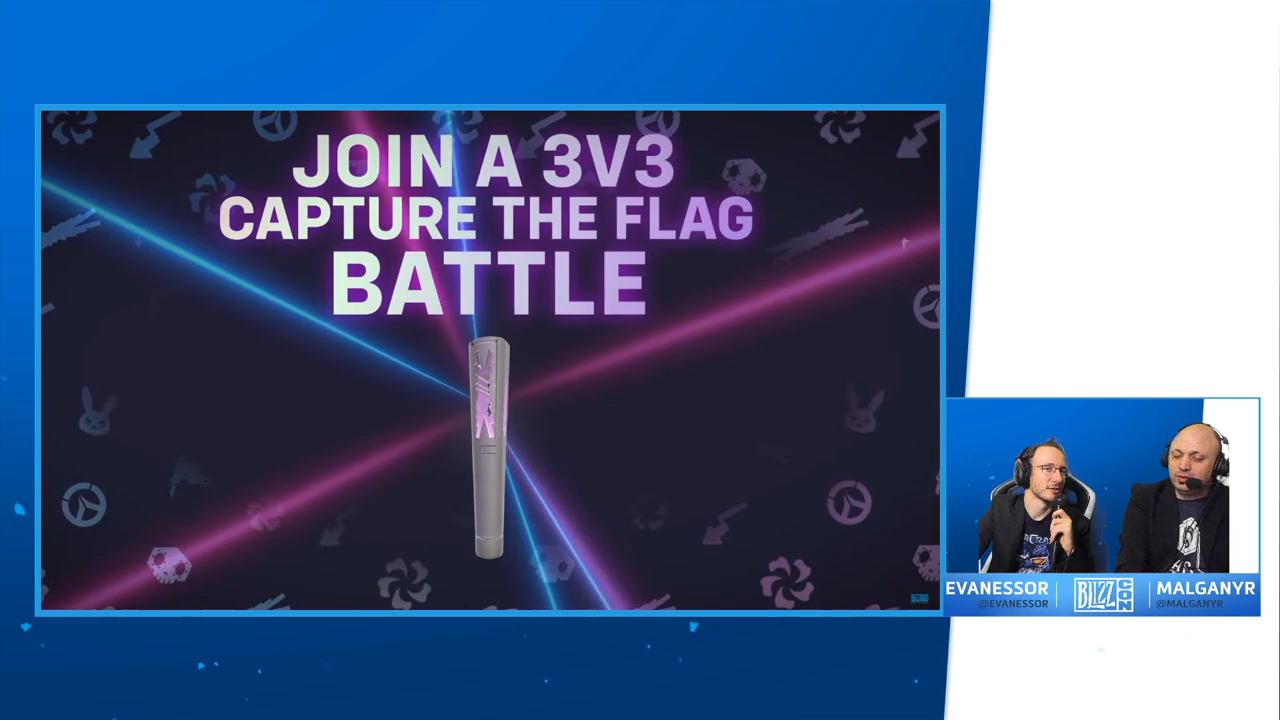 JOIN A 3V3
CAPTURE THE FLAG
BATTLE
EVANESSOR
@EVANESSOR
BLIZZCON
MALGANYR
@MALGANYR